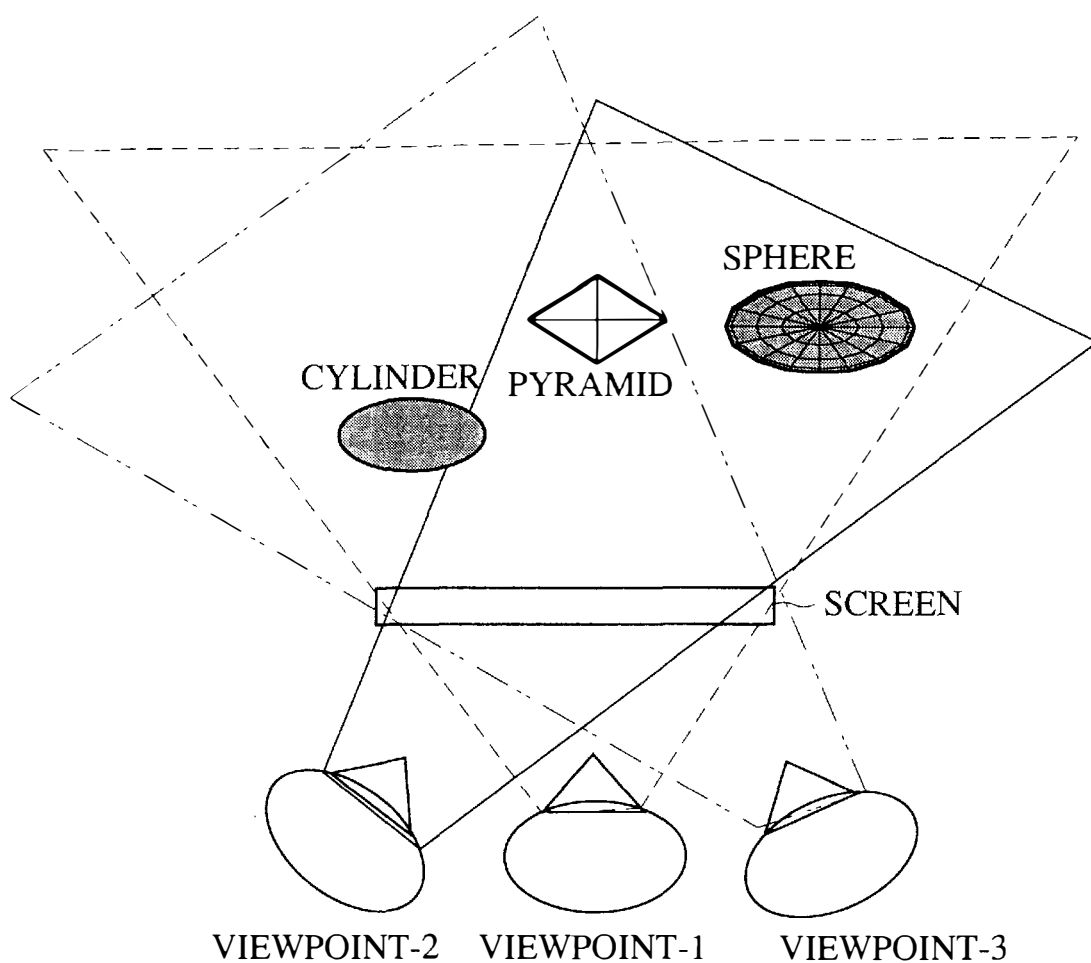 SPHERE
CYLINDER
PYRAMID
SCREEN
VIEWPOINT-2 VIEWPOINT-1 VIEWPOINT-3